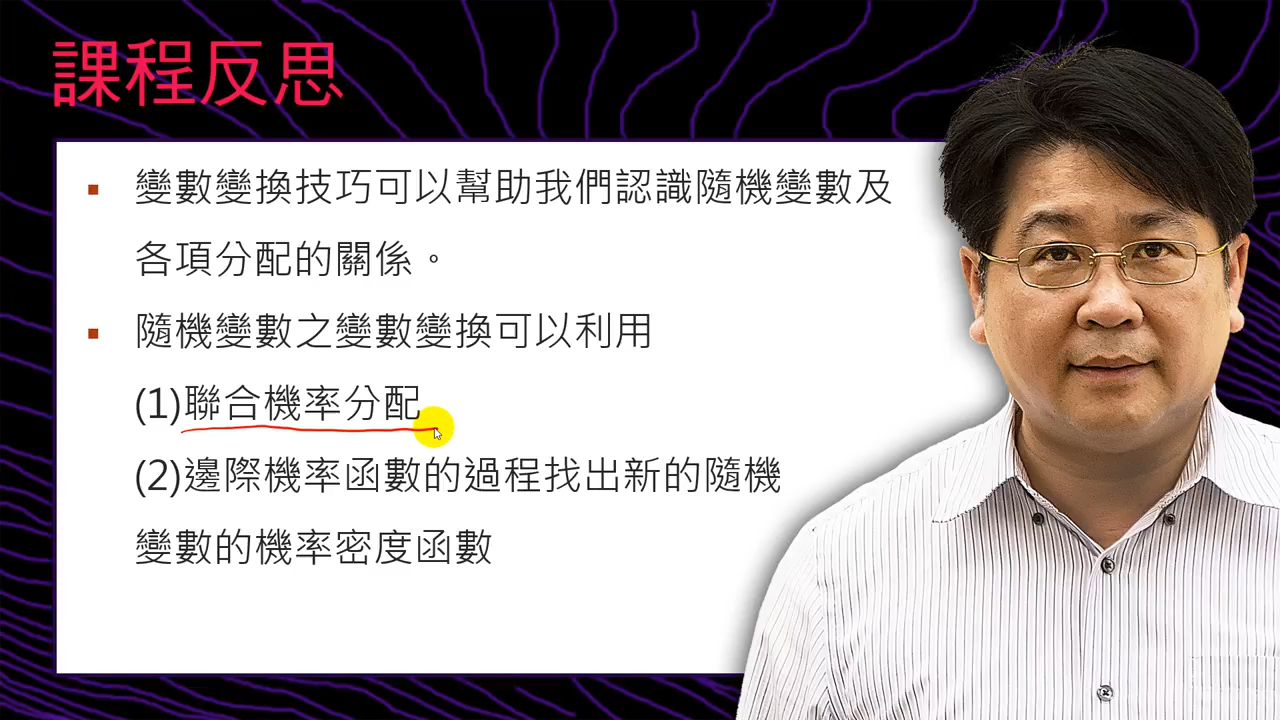 課程反思
▪ 變數變換技巧可以幫助我們認識隨機變數及
各項分配的關係。
▪ 隨機變數之變數變換可以利用
(1)聯合機率分配
(2)邊際機率函數的過程找出新的隨機
變數的機率密度函數